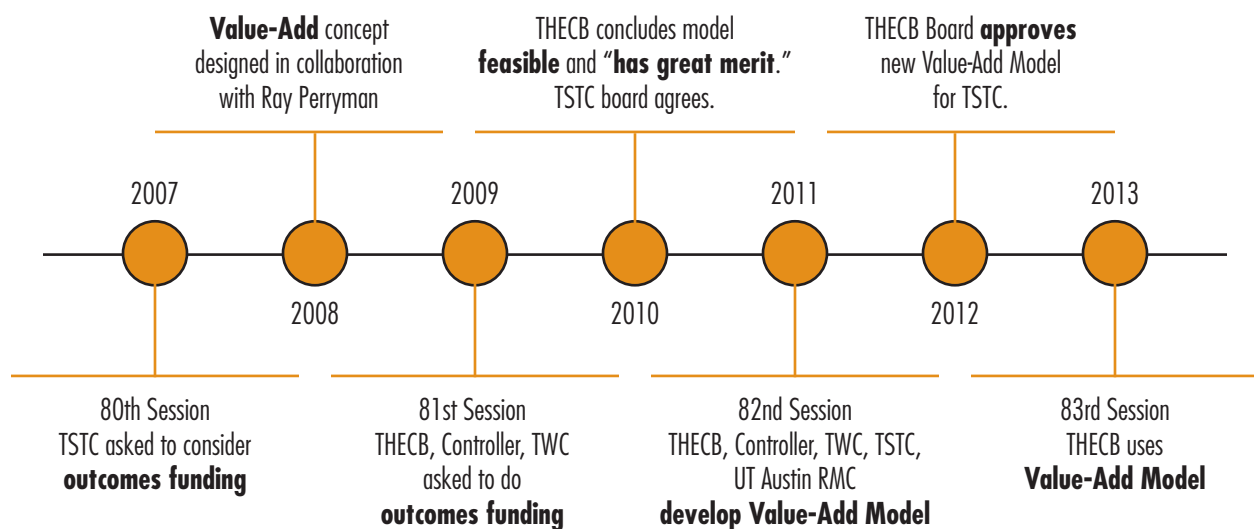 Value-Add concept
designed in collaboration
with Ray Perryman
THECB concludes model
feasible and “has great merit.”
TSTC board agrees.
THECB Board approves
new Value-Add Model
for TSTC.
2007
2009
2011
2013
2008
2010
2012
80th Session
TSTC asked to consider
outcomes funding
81st Session
THECB, Controller, TWC
asked to do
outcomes funding
82nd Session
THECB, Controller, TWC, TSTC,
UT Austin RMC
develop Value-Add Model
83rd Session
THECB uses
Value-Add Model